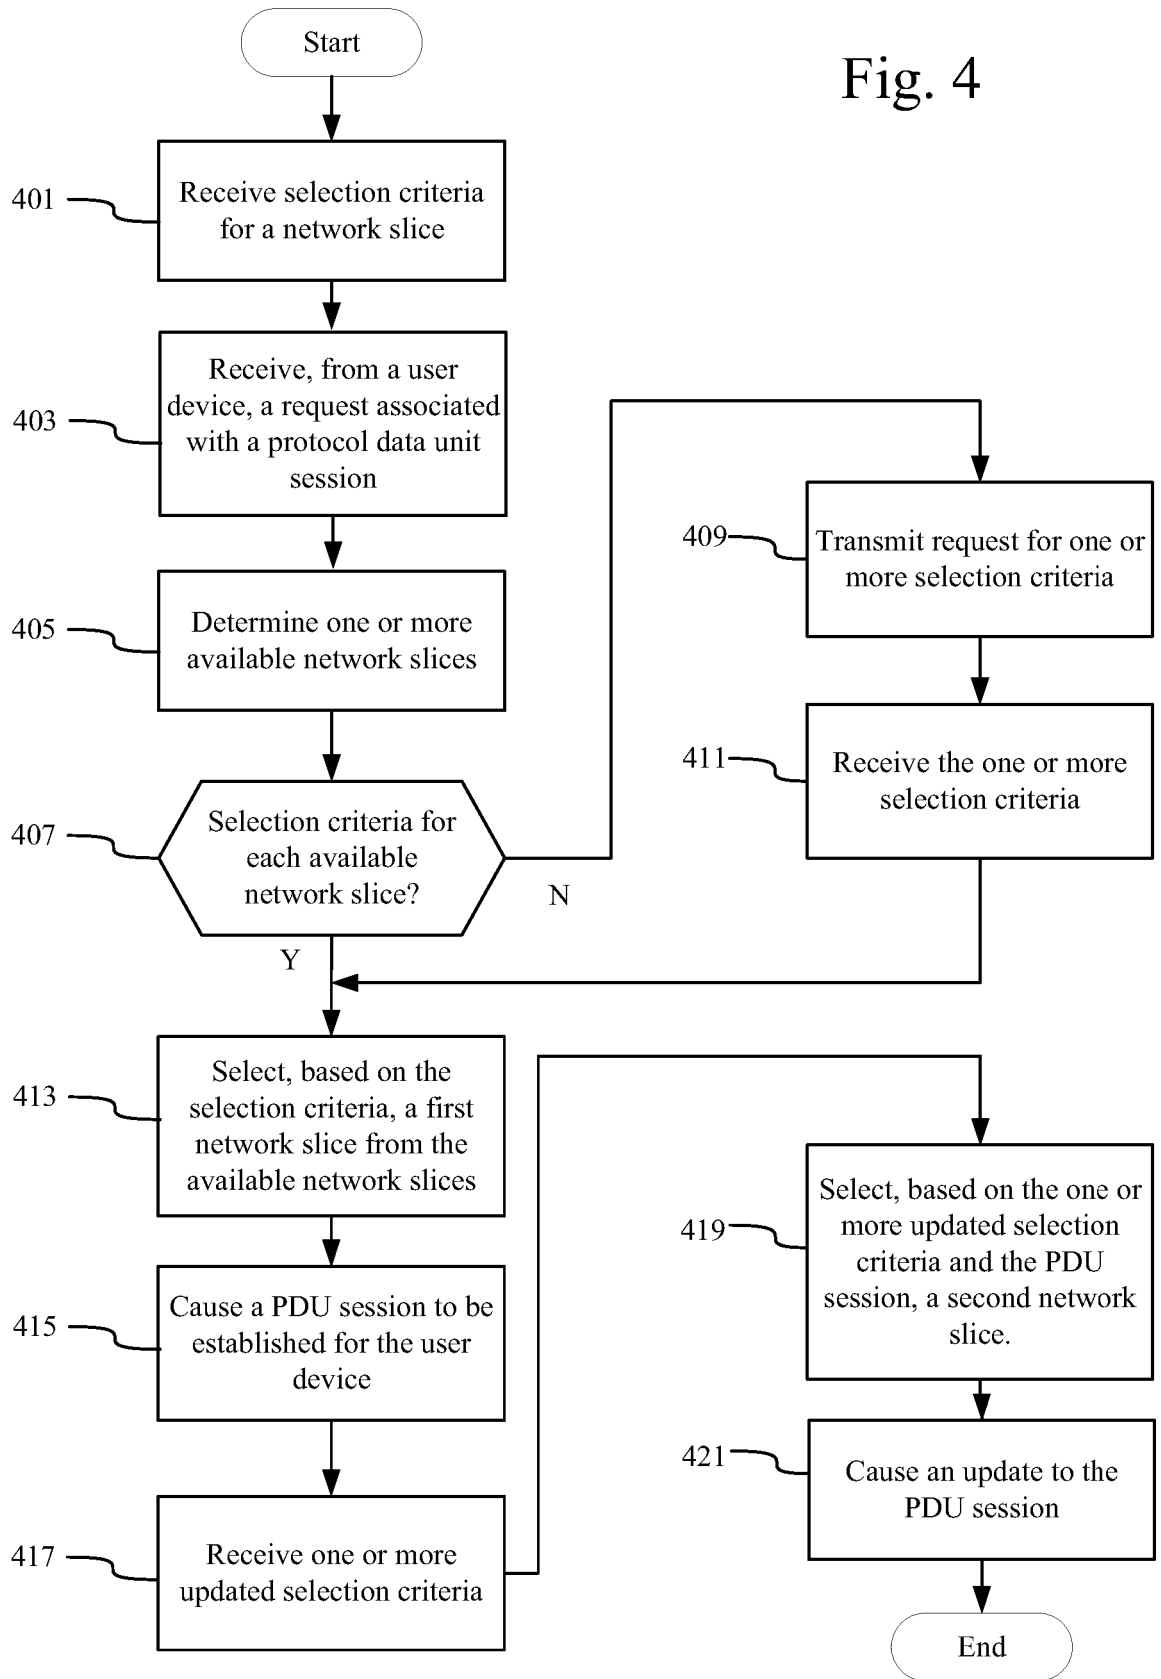 Start
Fig. 4
401
Receive selection criteria
for a network slice
403
Receive, from a user
device, a request associated
with a protocol data unit
session
405
Determine one or more
available network slices
407
Selection criteria for
each available
network slice?
N
Y
409
Transmit request for one or
more selection criteria
411
Receive the one or more
selection criteria
413
Select, based on the
selection criteria, a first
network slice from the
available network slices
415
Cause a PDU session to be
established for the user
device
417
Receive one or more
updated selection criteria
419
Select, based on the one or
more updated selection
criteria and the PDU
session, a second network
slice.
421
Cause an update to the
PDU session
End